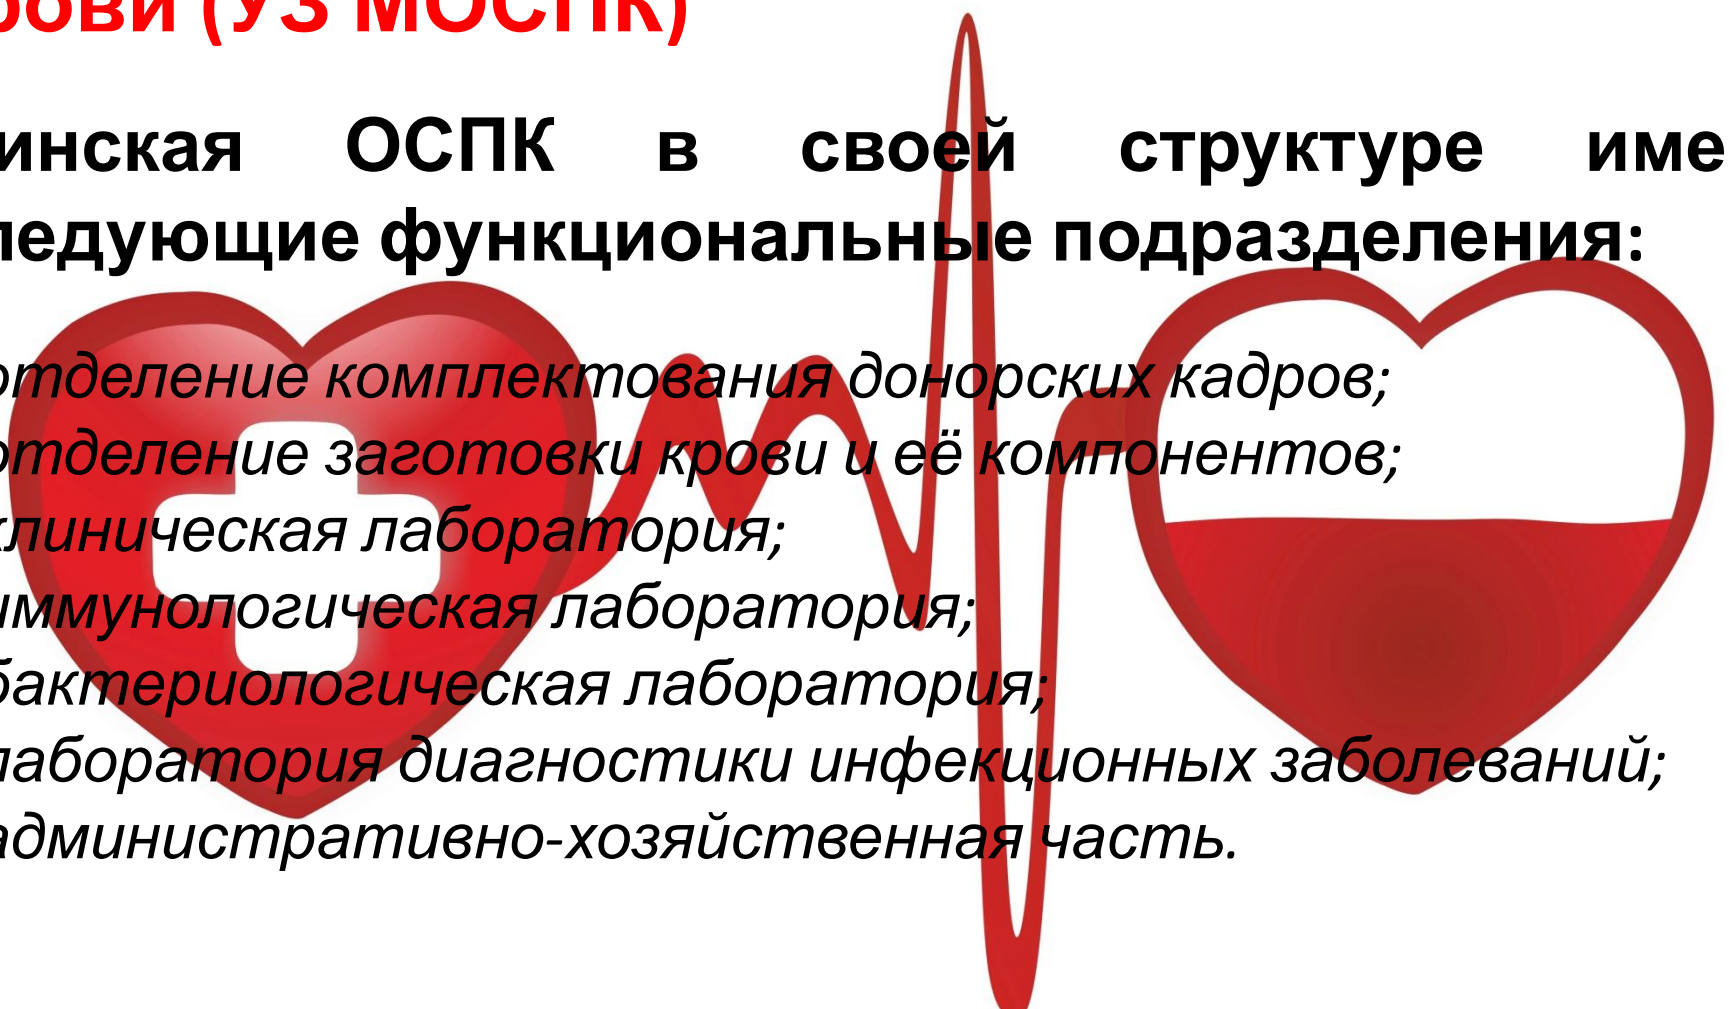 рови (УЗ МОСПК)
инская ОСПК в своей структуре име
ледующие функциональные подразделения:
отделение комплектования донорских кадров;
отделение заготовки крови и её компонентов;
клиническая лаборатория;
иммунологическая лаборатория;
бактериологическая лаборатория;
лаборатория диагностики инфекционных заболеваний;
административно-хозяйственная часть.